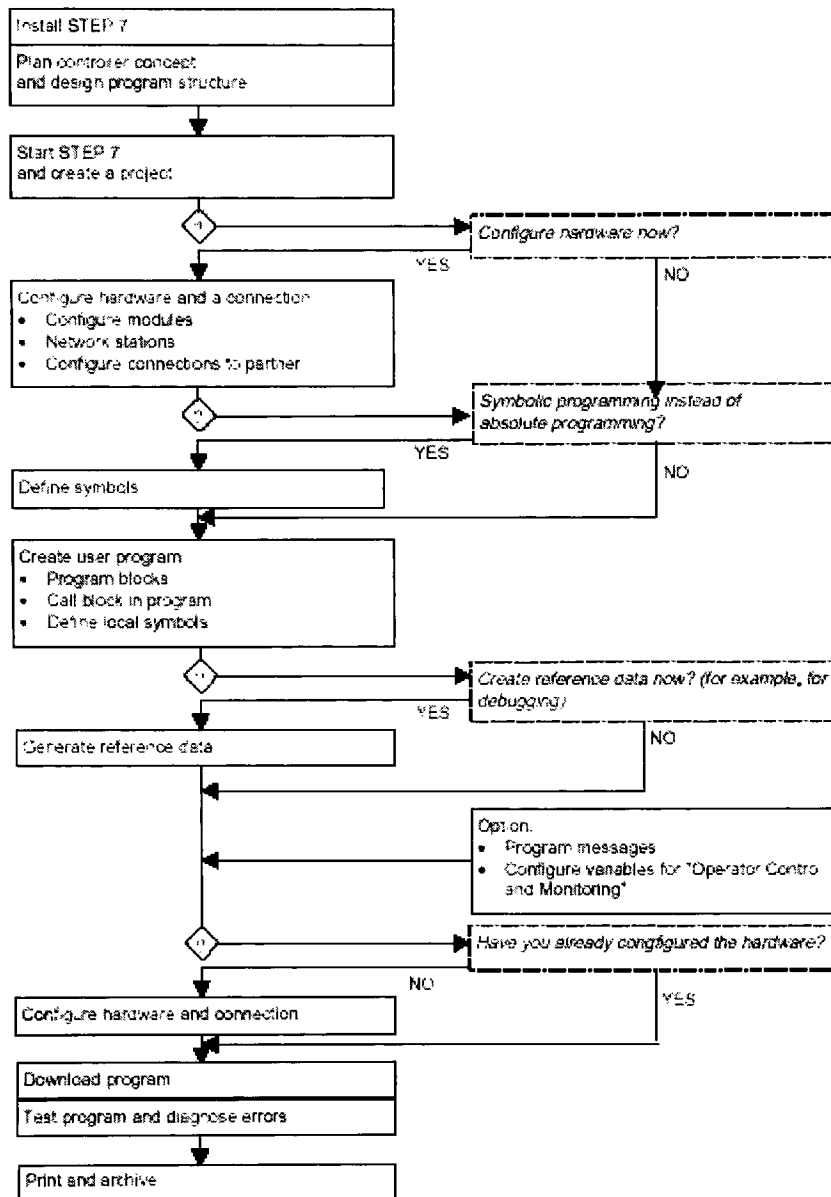 Install STEP 7
Plan controller concept
and design program structure
Start STEP 7
and create a project
Configure hardware now?
YES
NO
Configure hardware and a connection
• Configure modules
• Network stations
• Configure connections to partner
Symbolic programming instead of
absolute programming?
YES
NO
Define symbols
Create user program
• Program blocks
• Call block in program
• Define local symbols
Create reference data now? (for example, for
debugging)
YES
NO
Generate reference data
Option:
• Program messages
• Configure variables for "Operator Control
and Monitoring"
Have you already congfigured the hardware?
NO
YES
Configure hardware and connection
Download program
Test program and diagnose errors
Print and archive